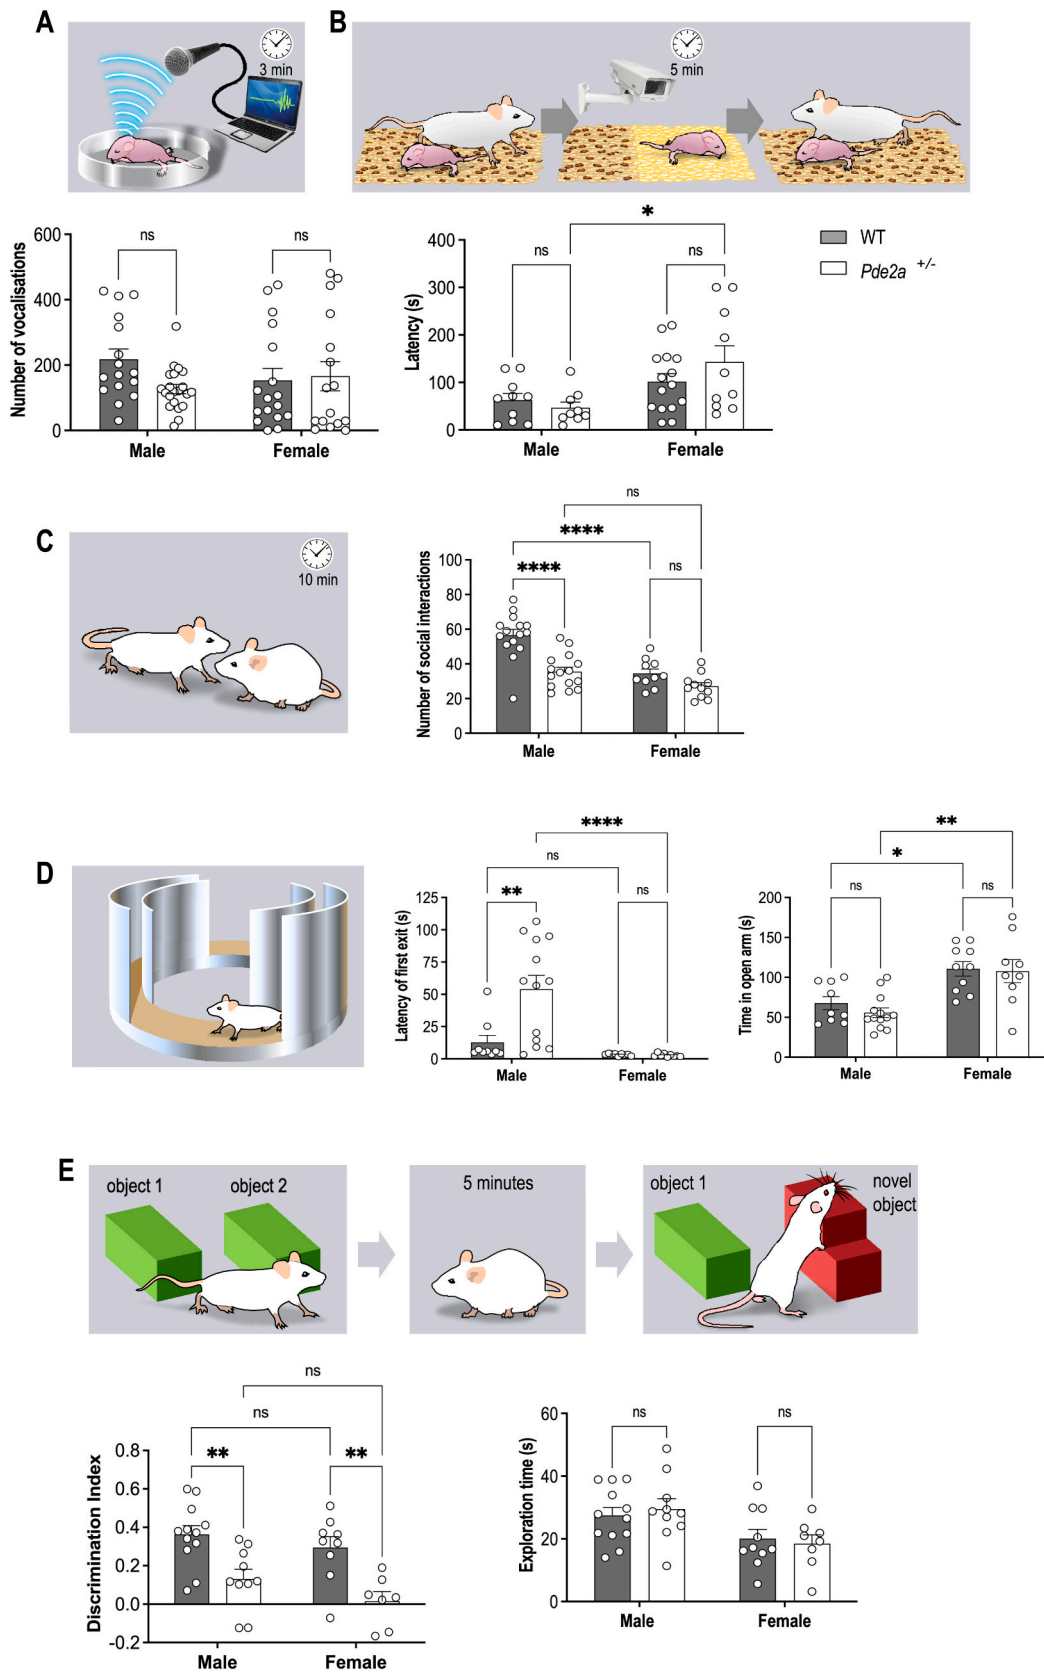 A
3 min
B
5 min
Number of vocalisations
600
400
200
0
ns
ns
Male
Female
Latency (s)
400
300
200
100
0
ns
*
ns
Male
Female
WT
Pde2a +/-
C
10 min
Number of social interactions
100
80
60
40
20
0
ns
****
****
ns
Male
Female
D
Latency of first exit (s)
125
100
75
50
25
0
****
ns
**
ns
Male
Female
Time in open arm (s)
200
150
100
50
0
**
*
ns
ns
Male
Female
E
object 1
object 2
5 minutes
object 1
novel
object
Discrimination Index
0.8
0.6
0.4
0.2
0.0
-0.2
ns
ns
**
**
Male
Female
Exploration time (s)
60
40
20
0
ns
ns
Male
Female